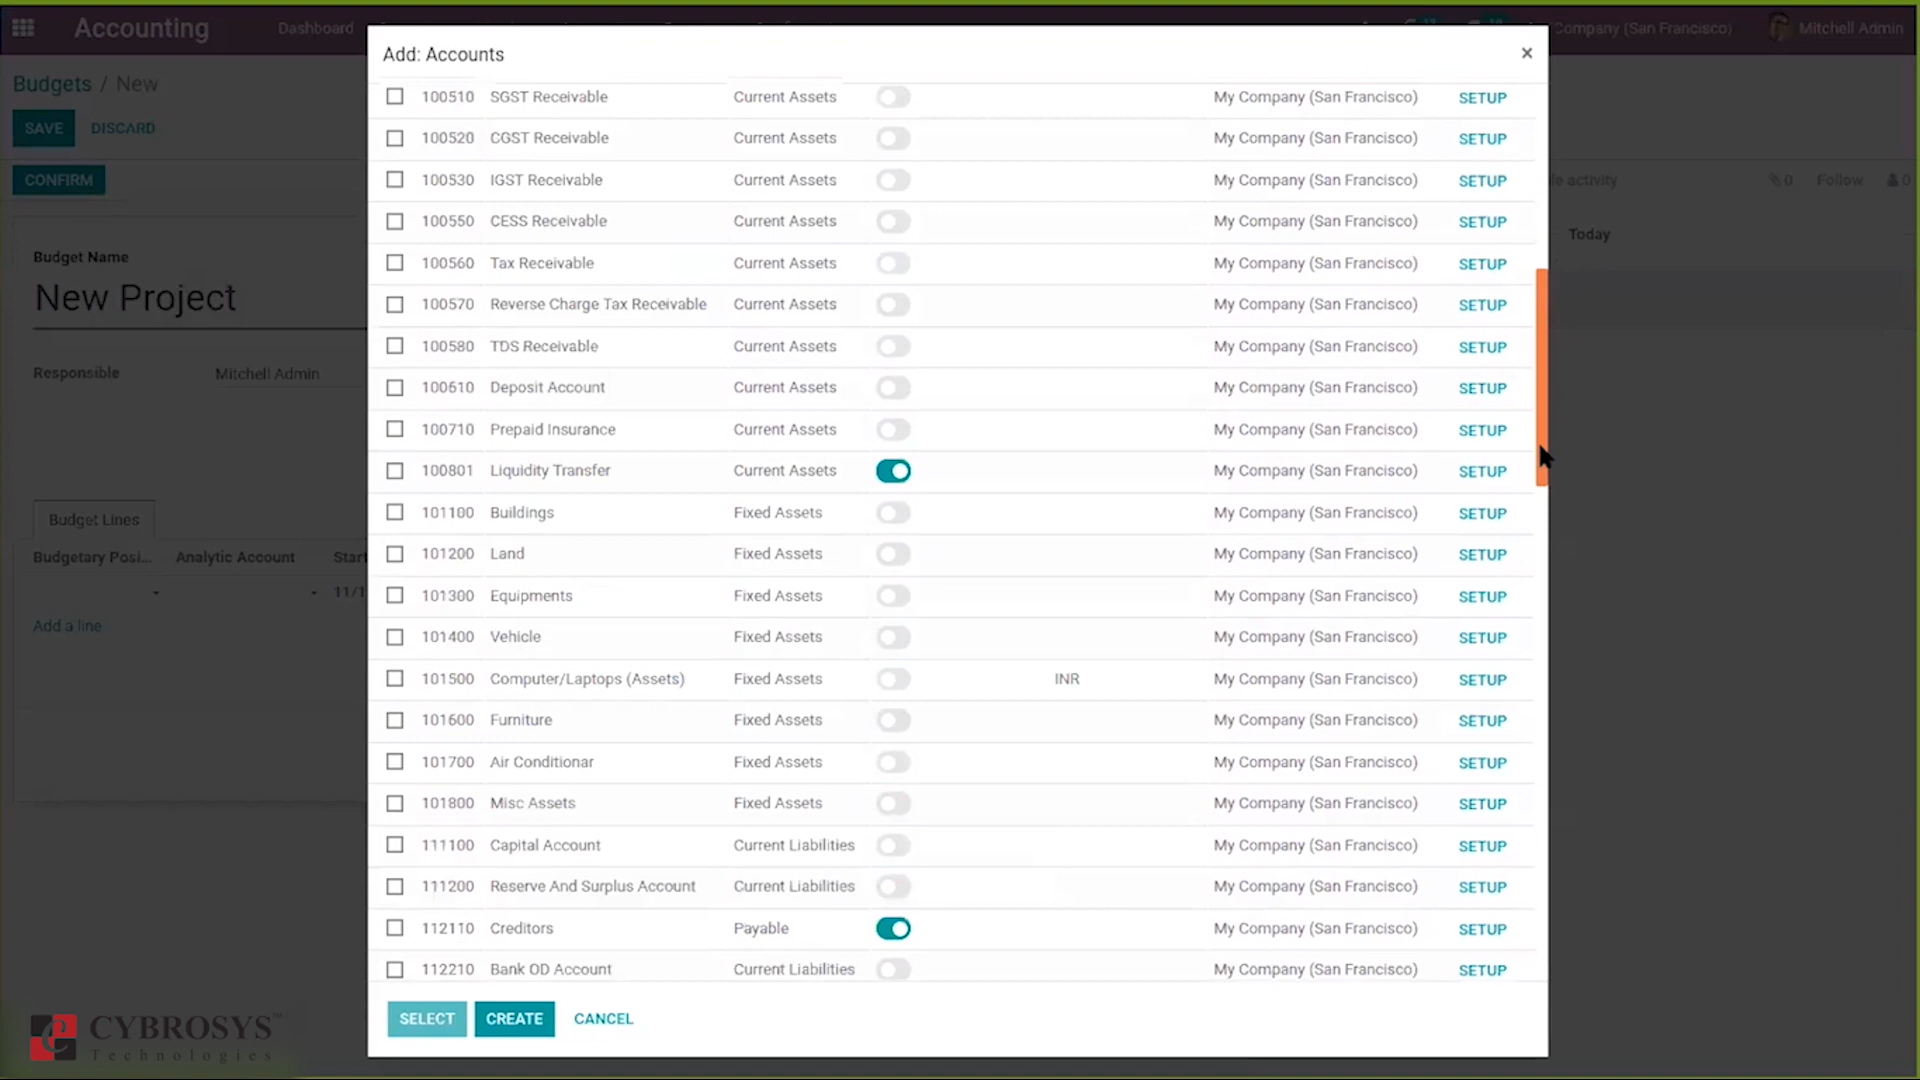 Accounting Dashboard Company (San Francisco) Mitchell Admin
Add: Accounts ×
Budgets / New
SAVE DISCARD
CONFIRM
activity 0 Follow 0
Today
Budget Name
New Project
Responsible Mitchell Admin
Budget Lines
Budgetary Posi... Analytic Account Start
11/1
Add a line
100510 SGST Receivable Current Assets My Company (San Francisco) SETUP
100520 CGST Receivable Current Assets My Company (San Francisco) SETUP
100530 IGST Receivable Current Assets My Company (San Francisco) SETUP
100550 CESS Receivable Current Assets My Company (San Francisco) SETUP
100560 Tax Receivable Current Assets My Company (San Francisco) SETUP
100570 Reverse Charge Tax Receivable Current Assets My Company (San Francisco) SETUP
100580 TDS Receivable Current Assets My Company (San Francisco) SETUP
100610 Deposit Account Current Assets My Company (San Francisco) SETUP
100710 Prepaid Insurance Current Assets My Company (San Francisco) SETUP
100801 Liquidity Transfer Current Assets My Company (San Francisco) SETUP
101100 Buildings Fixed Assets My Company (San Francisco) SETUP
101200 Land Fixed Assets My Company (San Francisco) SETUP
101300 Equipments Fixed Assets My Company (San Francisco) SETUP
101400 Vehicle Fixed Assets My Company (San Francisco) SETUP
101500 Computer/Laptops (Assets) Fixed Assets INR My Company (San Francisco) SETUP
101600 Furniture Fixed Assets My Company (San Francisco) SETUP
101700 Air Conditionar Fixed Assets My Company (San Francisco) SETUP
101800 Misc Assets Fixed Assets My Company (San Francisco) SETUP
111100 Capital Account Current Liabilities My Company (San Francisco) SETUP
111200 Reserve And Surplus Account Current Liabilities My Company (San Francisco) SETUP
112110 Creditors Payable My Company (San Francisco) SETUP
112210 Bank OD Account Current Liabilities My Company (San Francisco) SETUP
SELECT CREATE CANCEL
CYBROSYS™
Technologies